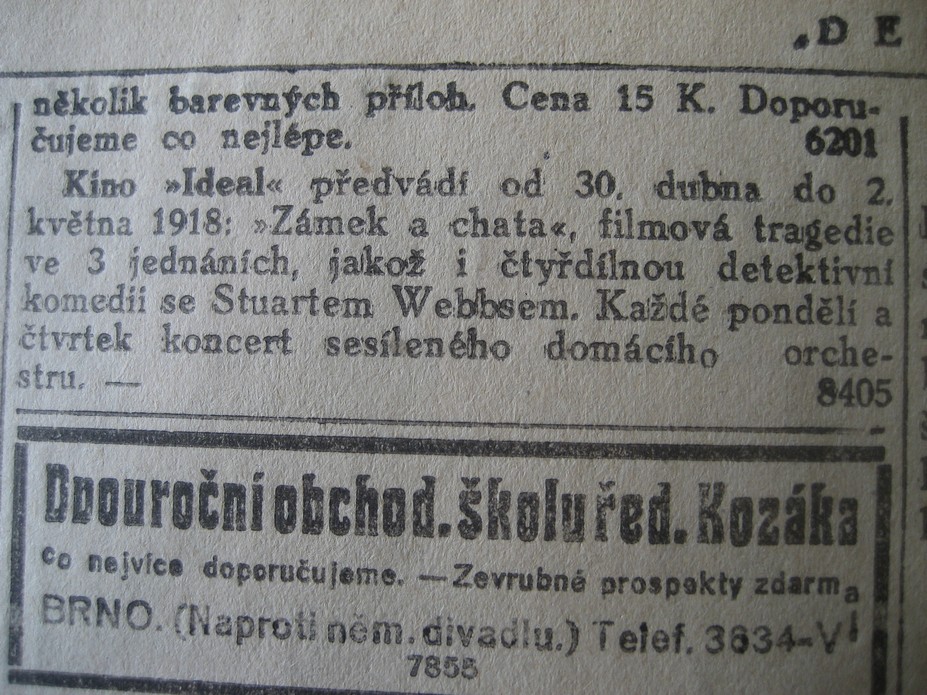 .D E
několik barevných příloh. Cena 15 K. Doporu-
čujeme co nejlépe. 6201
Kino »Ideal« předvádí od 30. dubna do 2.
května 1918: »Zámek a chata«, filmová tragedie
ve 3 jednáních, jakož i čtyřdílnou detektivní
komedii se Stuartem Webbsem. Každé pondělí a
čtvrtek koncert sesíleného domácího orche-
stru. — 8405
Dvouroční obchod. školu řed. Kozáka
co nejvíce doporučujeme. — Zevrubné prospekty zdarma
BRNO. (Naproti něm. divadlu.) Telef. 3634-V
7858